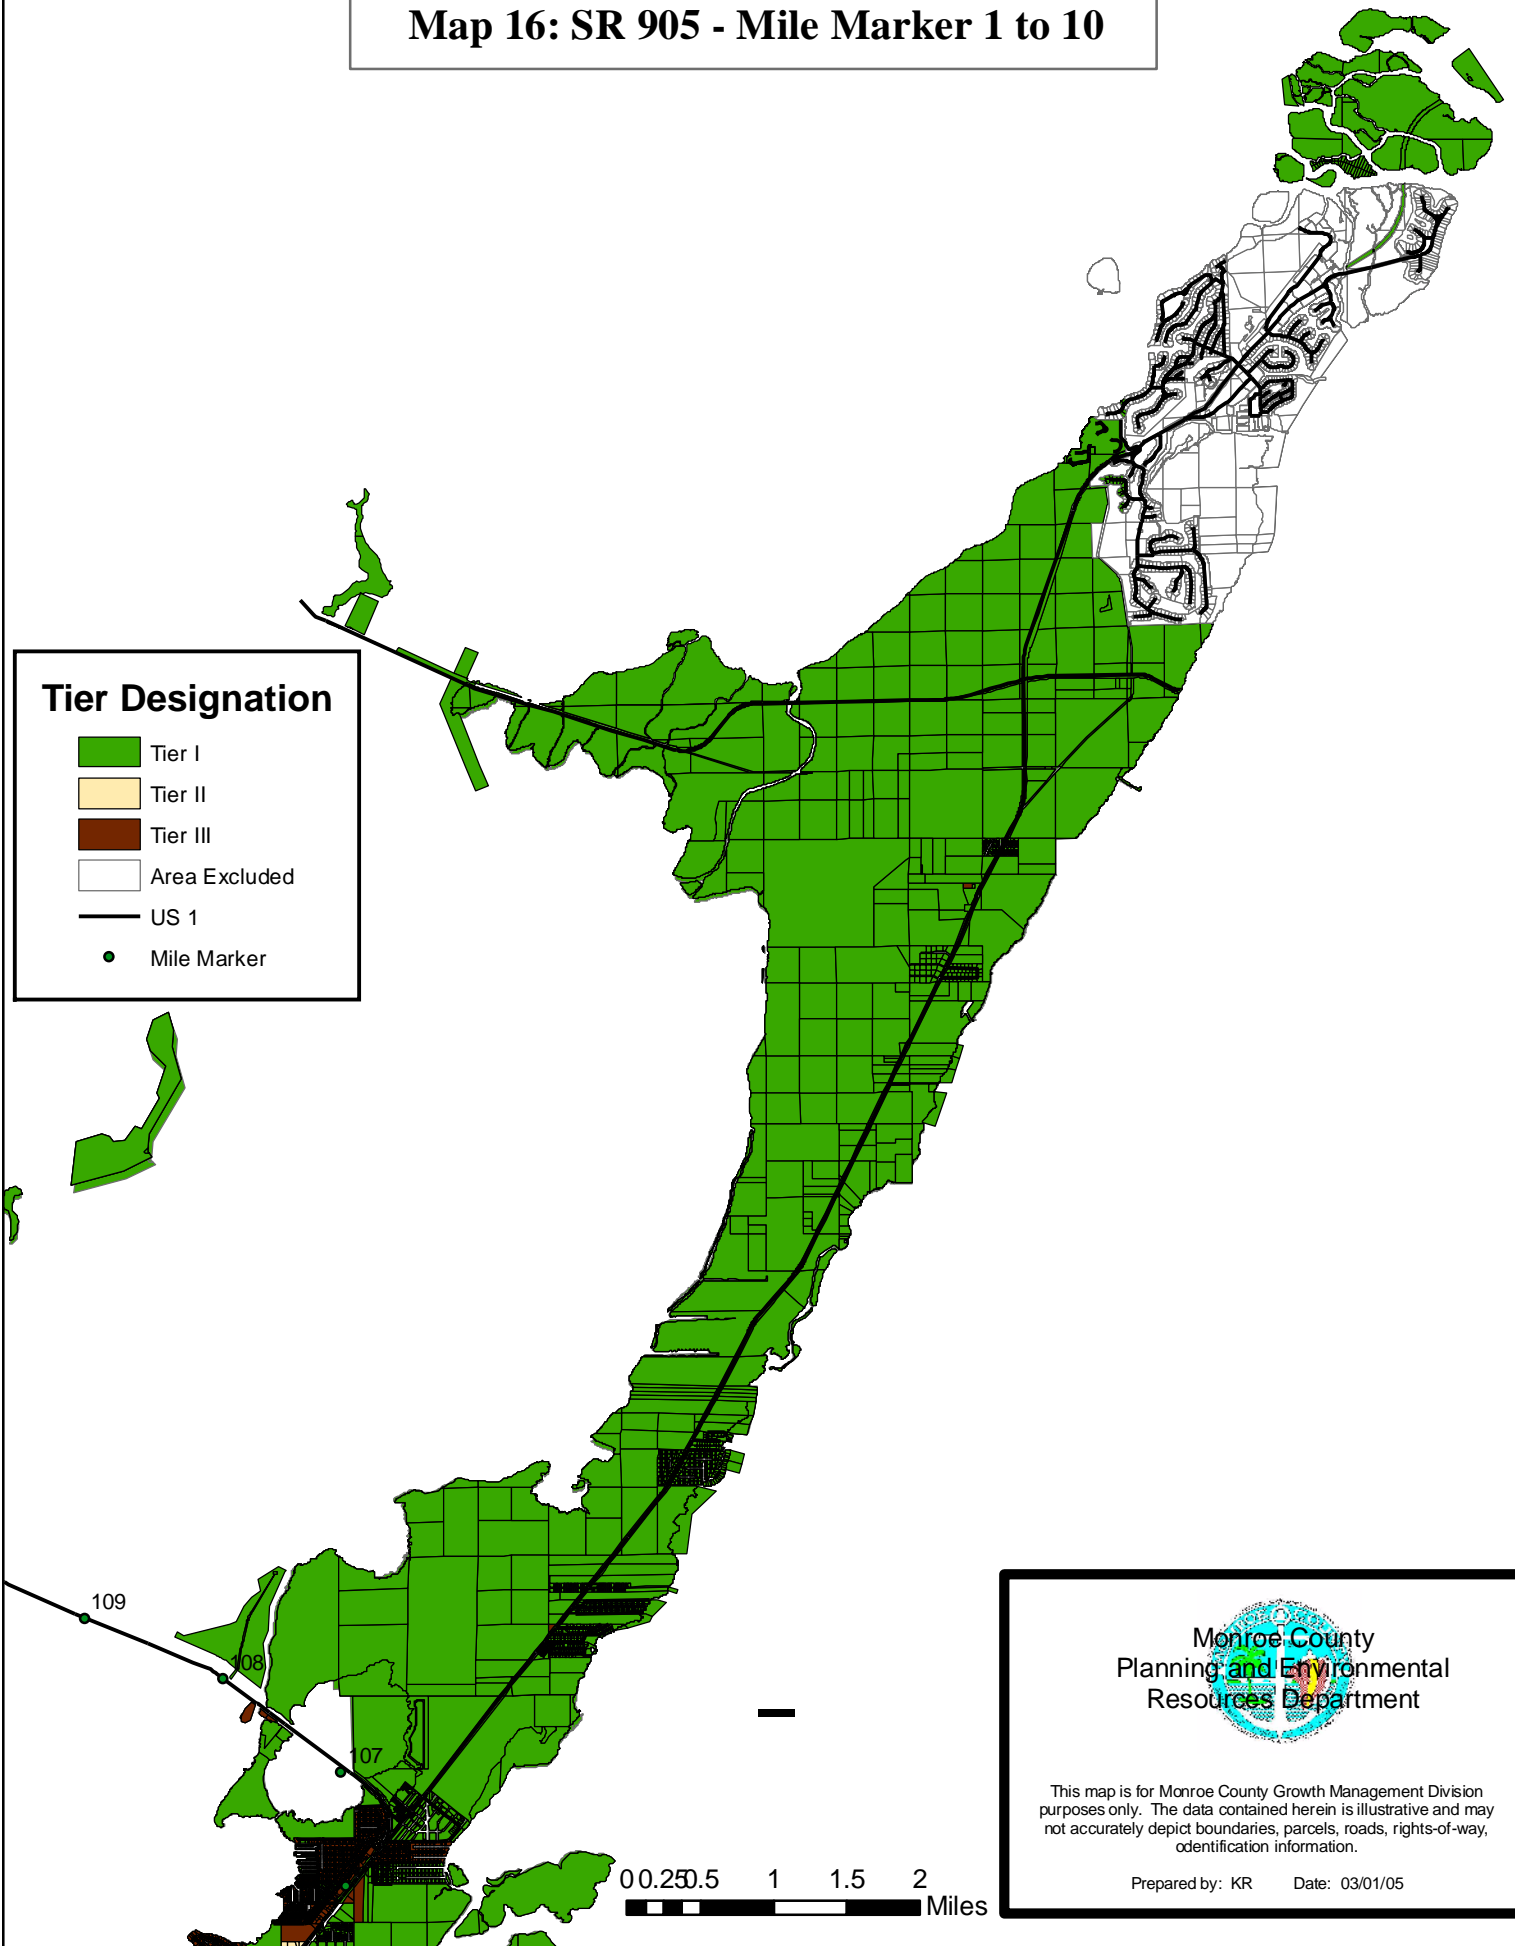 Map 16: SR 905 - Mile Marker 1 to 10
Tier Designation
Tier I
Tier II
Tier III
Area Excluded
US 1
Mile Marker
109
108
107
0 0.25 0.5 1 1.5 2
Miles
Monroe County
Planning and Environmental
Resources Department
This map is for Monroe County Growth Management Division
purposes only. The data contained herein is illustrative and may
not accurately depict boundaries, parcels, roads, rights-of-way,
odentification information.
Prepared by: KR Date: 03/01/05